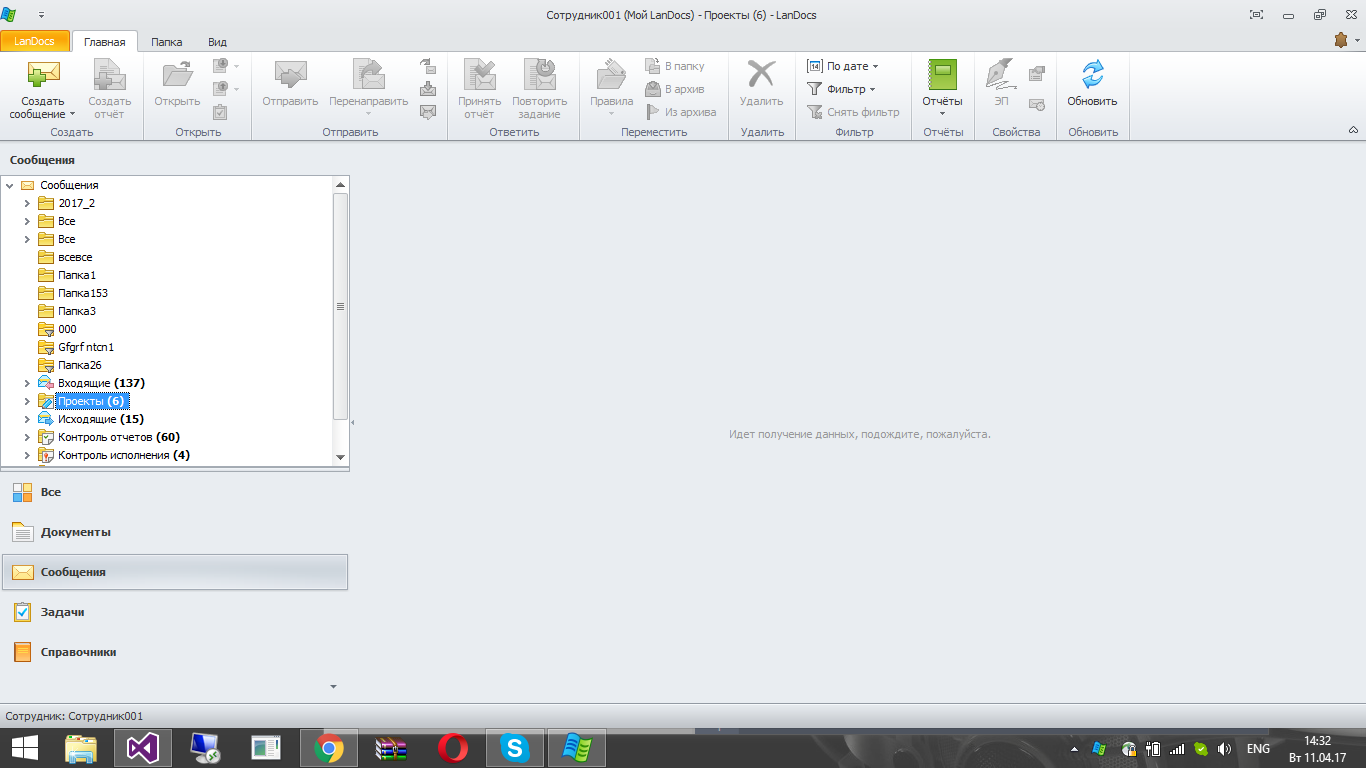 Сотрудник001 (Мой LanDocs) - Проекты (6) - LanDocs
LanDocs
Главная
Папка
Вид
Создать
сообщение
Создать
отчёт
Создать
Открыть
Открыть
Отправить
Перенаправить
Отправить
Принять
отчёт
Повторить
задание
Ответить
Правила
В папку
В архив
Из архива
Переместить
Удалить
Удалить
14
По дате
Фильтр
Снять фильтр
Фильтр
Отчёты
Отчёты
ЭП
Свойства
Обновить
Обновить
Сообщения
Сообщения
2017_2
Все
Все
всевсе
Папка1
Папка153
Папка3
000
Gfgrf ntcn1
Папка26
Входящие (137)
Проекты (6)
Исходящие (15)
Контроль отчетов (60)
Контроль исполнения (4)
Идет получение данных, подождите, пожалуйста.
Все
Документы
Сообщения
Задачи
Справочники
Сотрудник: Сотрудник001
ENG
14:32
Вт 11.04.17